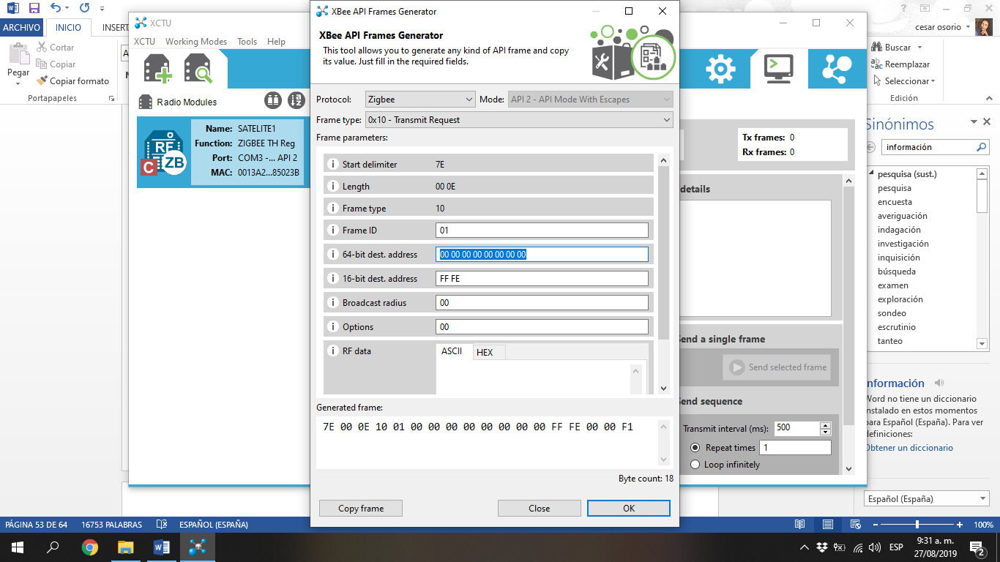 ARCHIVO
INICIO
INSERT
Pegar
Cortar
Copiar
Copiar formato
Portapapeles
XCTU
XCTU
Working Modes
Tools
Help
Radio Modules
Name: SATELITE1
Function: ZIGBEE TH Reg
Port: COM3 -... API 2
MAC: 0013A2...85023B
RF
C
ZB
XBee API Frames Generator
XBee API Frames Generator
This tool allows you to generate any kind of API frame and copy
its value. Just fill in the required fields.
Protocol: Zigbee
Mode: API 2 - API Mode With Escapes
Frame type: 0x10 - Transmit Request
Frame parameters:
Start delimiter 7E
Length 00 0E
Frame type 10
Frame ID 01
64-bit dest. address 00 00 00 00 00 00 00 00
16-bit dest. address FF FE
Broadcast radius 00
Options 00
RF data ASCII HEX
Generated frame:
7E 00 0E 10 01 00 00 00 00 00 00 00 00 FF FE 00 00 F1
Byte count: 18
Copy frame
Close
OK
Tx frames: 0
Rx frames: 0
details
Send a single frame
Send selected frame
Send sequence
Transmit interval (ms): 500
Repeat times 1
Loop infinitely
cesar osorio
Buscar
Reemplazar
Seleccionar
Edición
Sinónimos
información
pesquisa (sust.)
pesquisa
encuesta
averiguación
indagación
investigación
inquisición
búsqueda
examen
exploración
sondeo
escrutinio
tanteo
información
Word no tiene un diccionario
instalado en estos momentos
para Español (España). Para ver
definiciones:
Obtener un diccionario
Español (España)
PÁGINA 53 DE 64
16753 PALABRAS
ESPAÑOL (ESPAÑA)
100%
ESP
9:31 a. m.
27/08/2019
2